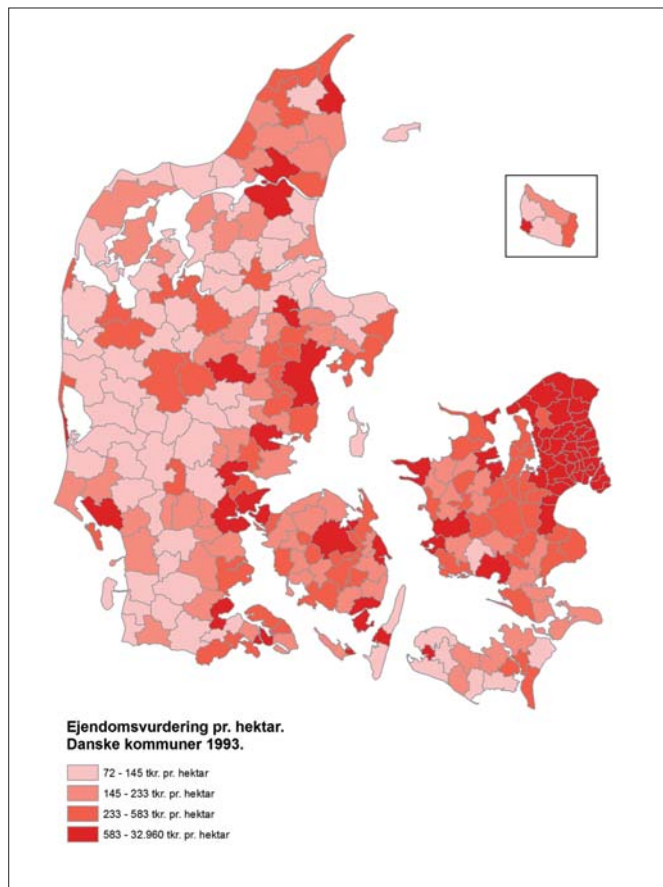 Ejendomsvurdering pr. hektar.
Danske kommuner 1993.
72 - 145 tkr. pr. hektar
145 - 233 tkr. pr. hektar
233 - 583 tkr. pr. hektar
583 - 32.960 tkr. pr. hektar